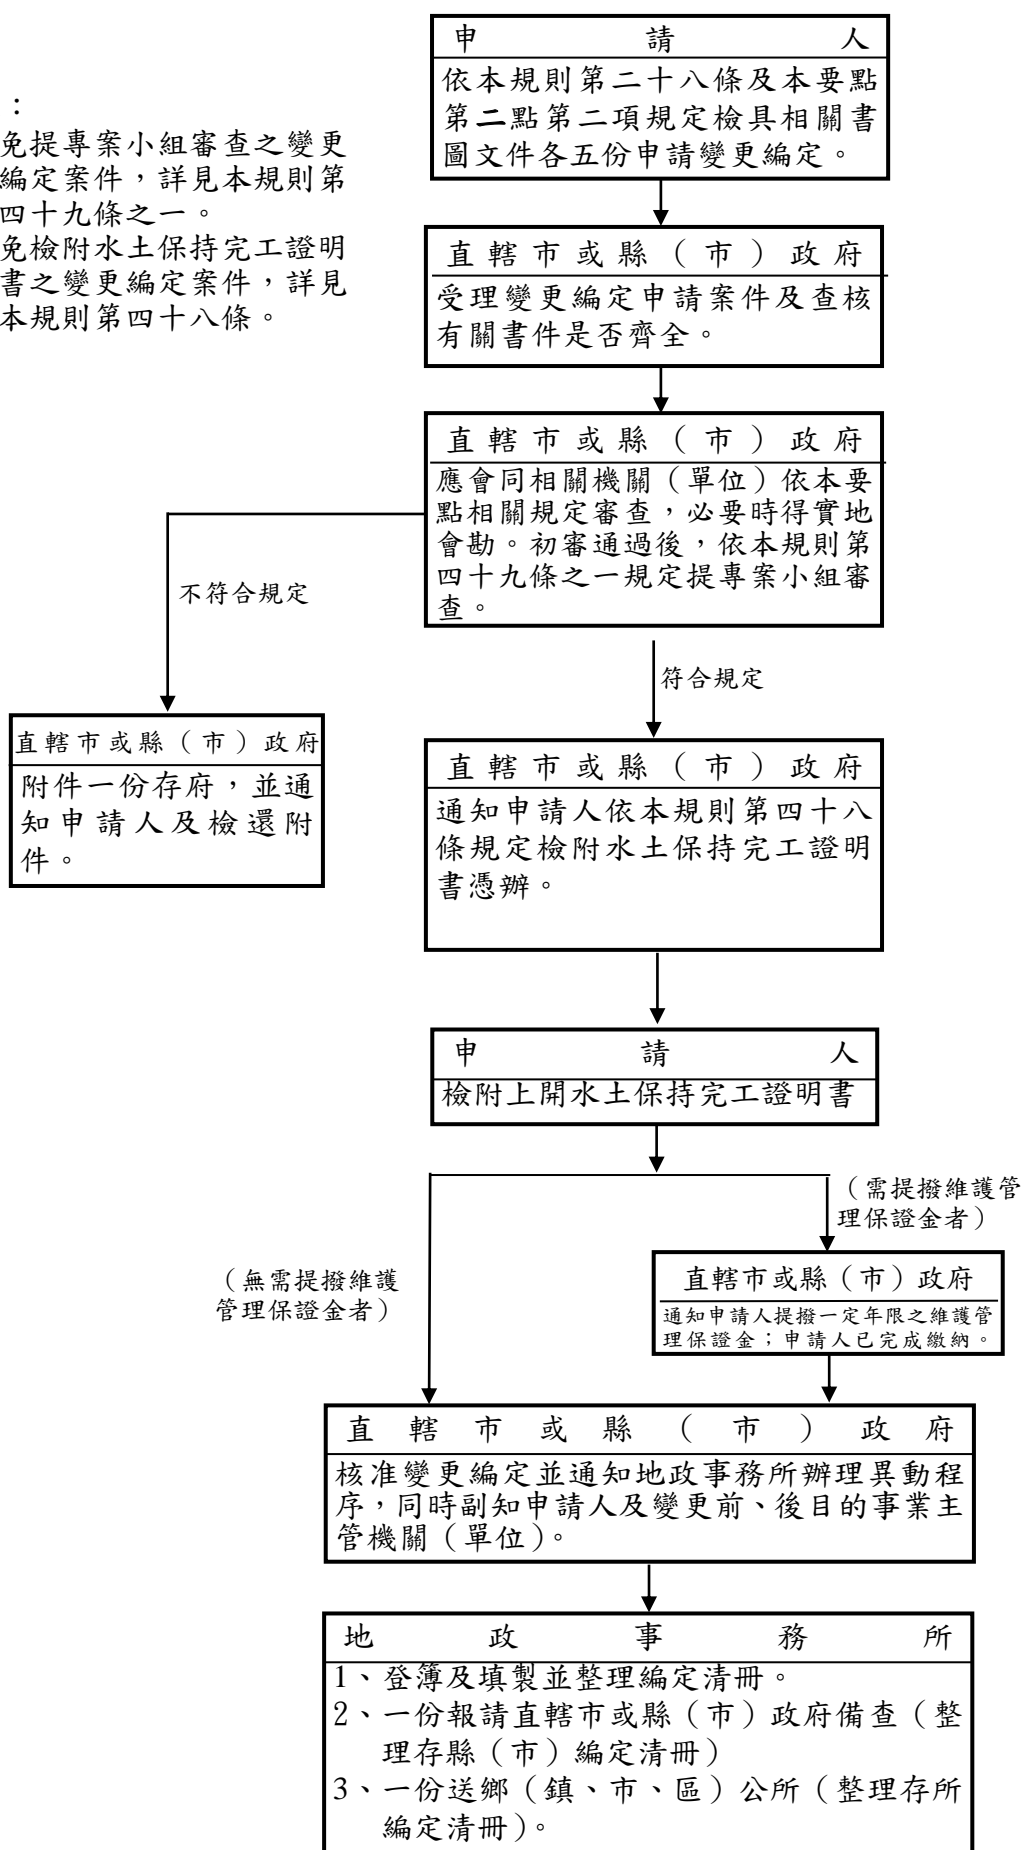 申請人
依本規則第二十八條及本要點
第二點第二項規定檢具相關書
圖文件各五份申請變更編定。
：
免提專案小組審查之變更
編定案件，詳見本規則第
四十九條之一。
免檢附水土保持完工證明
書之變更編定案件，詳見
本規則第四十八條。
直轄市或縣（市）政府
受理變更編定申請案件及查核
有關書件是否齊全。
直轄市或縣（市）政府
應會同相關機關（單位）依本要
點相關規定審查，必要時得實地
會勘。初審通過後，依本規則第
四十九條之一規定提專案小組審
查。
不符合規定
符合規定
直轄市或縣（市）政府
附件一份存府，並通
知申請人及檢還附
件。
直轄市或縣（市）政府
通知申請人依本規則第四十八
條規定檢附水土保持完工證明
書憑辦。
申請人
檢附上開水土保持完工證明書
（需提撥維護管
理保證金者）
（無需提撥維護
管理保證金者）
直轄市或縣（市）政府
通知申請人提撥一定年限之維護管
理保證金；申請人已完成繳納。
直轄市或縣（市）政府
核准變更編定並通知地政事務所辦理異動程
序，同時副知申請人及變更前、後目的事業主
管機關（單位）。
地政事務所
1、登簿及填製並整理編定清冊。
2、一份報請直轄市或縣（市）政府備查（整
理存縣（市）編定清冊）
3、一份送鄉（鎮、市、區）公所（整理存所
編定清冊）。